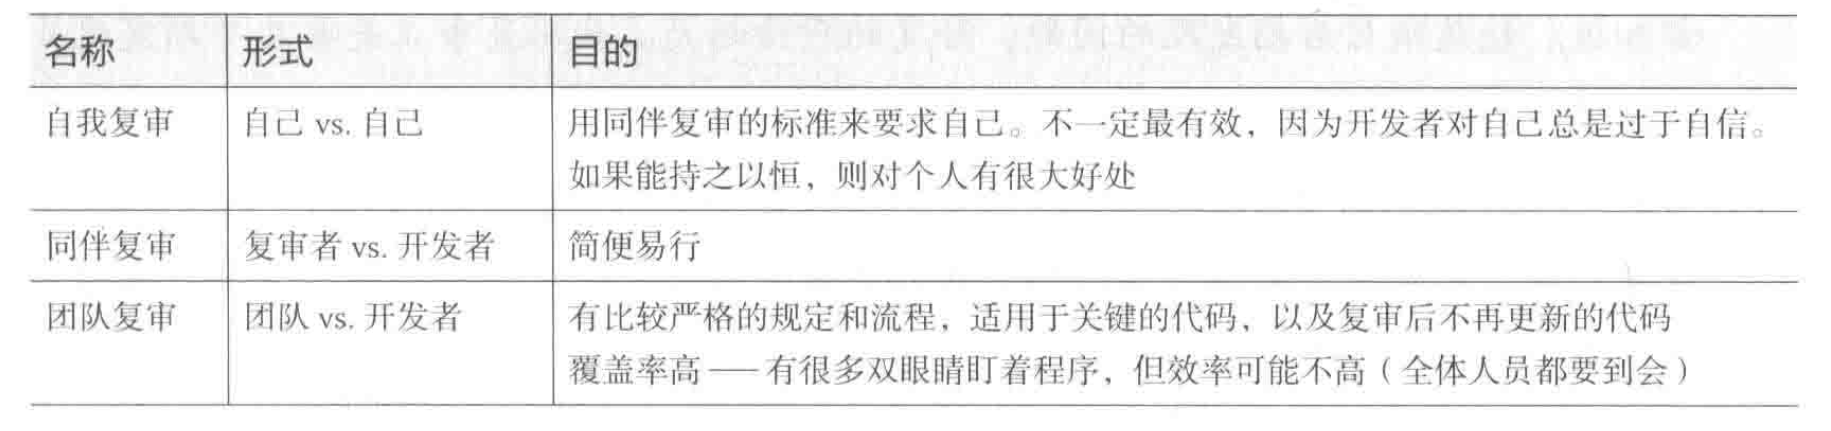 名称 形式 目的
自我复审 自己 vs. 自己 用同伴复审的标准来要求自己。不一定最有效，因为开发者对自己总是过于自信。
如果能持之以恒，则对个人有很大好处
同伴复审 复审者 vs. 开发者 简便易行
团队复审 团队 vs. 开发者 有比较严格的规定和流程，适用于关键的代码，以及复审后不再更新的代码
覆盖率高——有很多双眼睛盯着程序，但效率可能不高（全体人员都要到会）